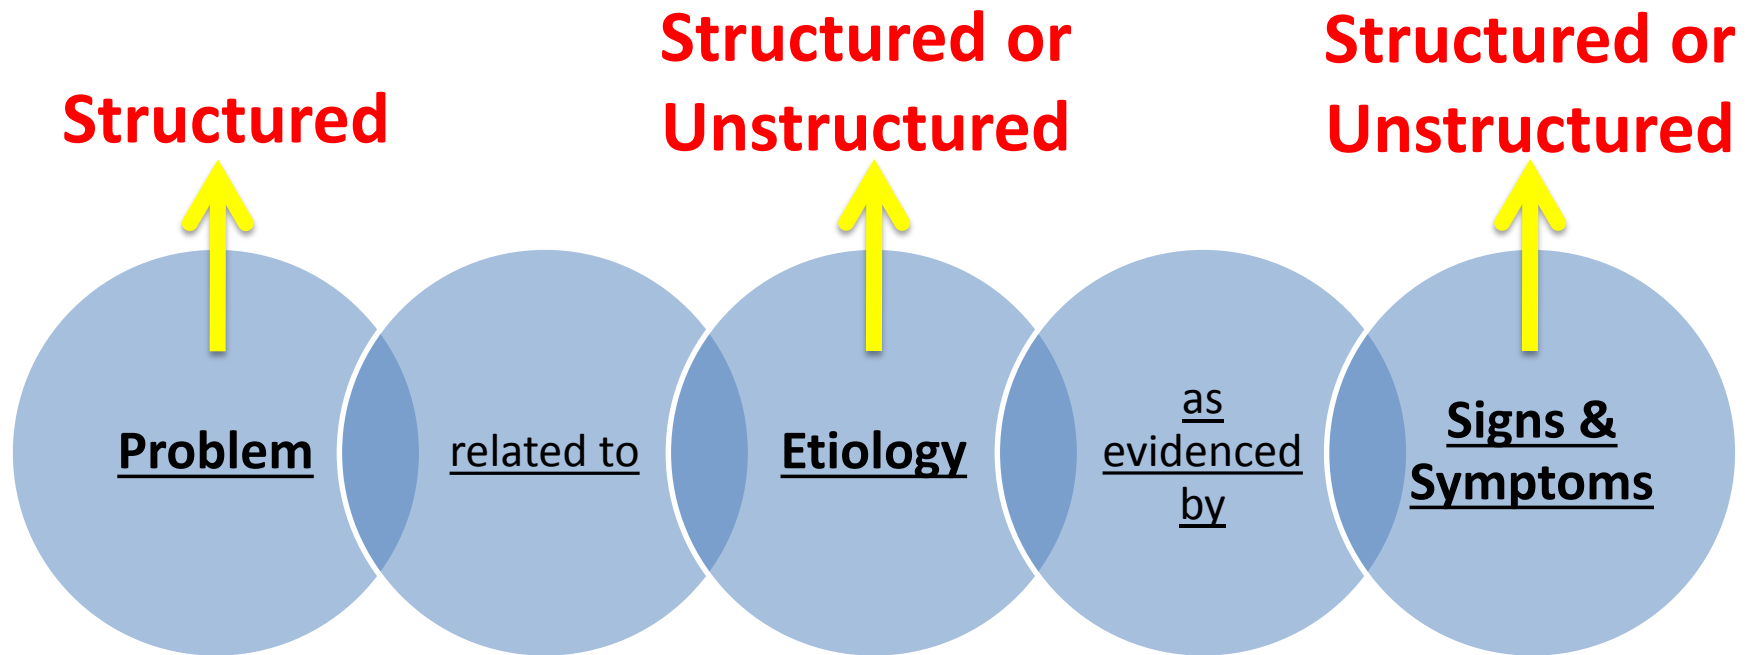 Structured
Structured or
Unstructured
Structured or
Unstructured
Problem
related to
Etiology
as
evidenced
by
Signs &
Symptoms